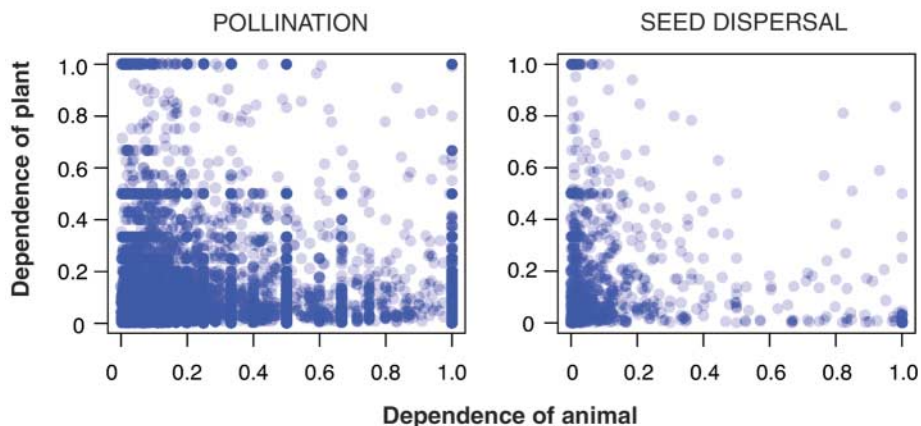 POLLINATION SEED DISPERSAL
Dependence of plant
1.0 1.0
0.8 0.8
0.6 0.6
0.4 0.4
0.2 0.2
0 0
0 0.2 0.4 0.6 0.8 1.0 0 0.2 0.4 0.6 0.8 1.0
Dependence of animal